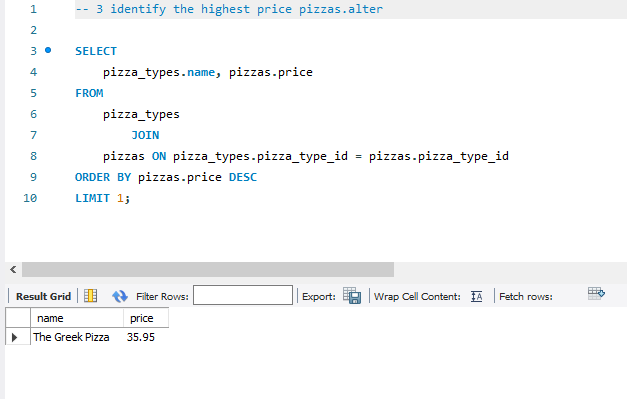 1 -- 3 identify the highest price pizzas.alter
2
3 SELECT
4 pizza_types.name, pizzas.price
5 FROM
6 pizza_types
7 JOIN
8 pizzas ON pizza_types.pizza_type_id = pizzas.pizza_type_id
9 ORDER BY pizzas.price DESC
10 LIMIT 1;
Result Grid Filter Rows: Export: Wrap Cell Content: Fetch rows:
name price
The Greek Pizza 35.95